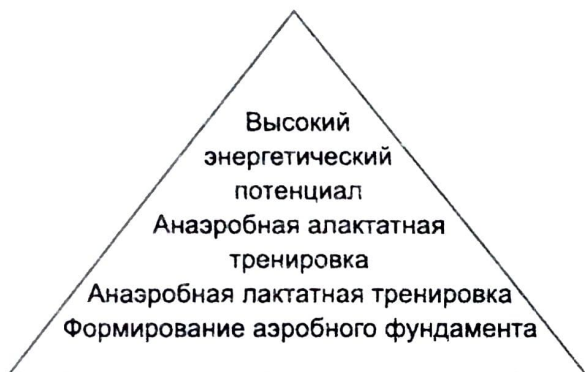 Высокий
энергетический
потенциал
Анаэробная алактатная
тренировка
Анаэробная лактатная тренировка
Формирование аэробного фундамента